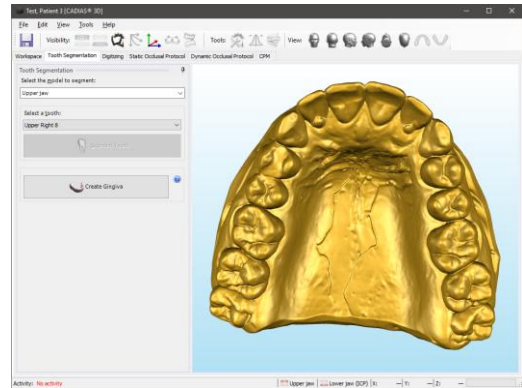 Test, Patient 3 [CADIAS® 3D]
File Edit View Tools Help
Visibility: Tools: View:
Workspace Tooth Segmentation Digitizing Static Occlusal Protocol Dynamic Occlusal Protocol CPM
Tooth Segmentation
Select the model to segment:
Upper jaw
Select a tooth:
Upper Right 8
Segment Tooth
Create Gingiva
Activity: No activity Upper jaw Lower jaw (ICP) X: — Y: — Z: —